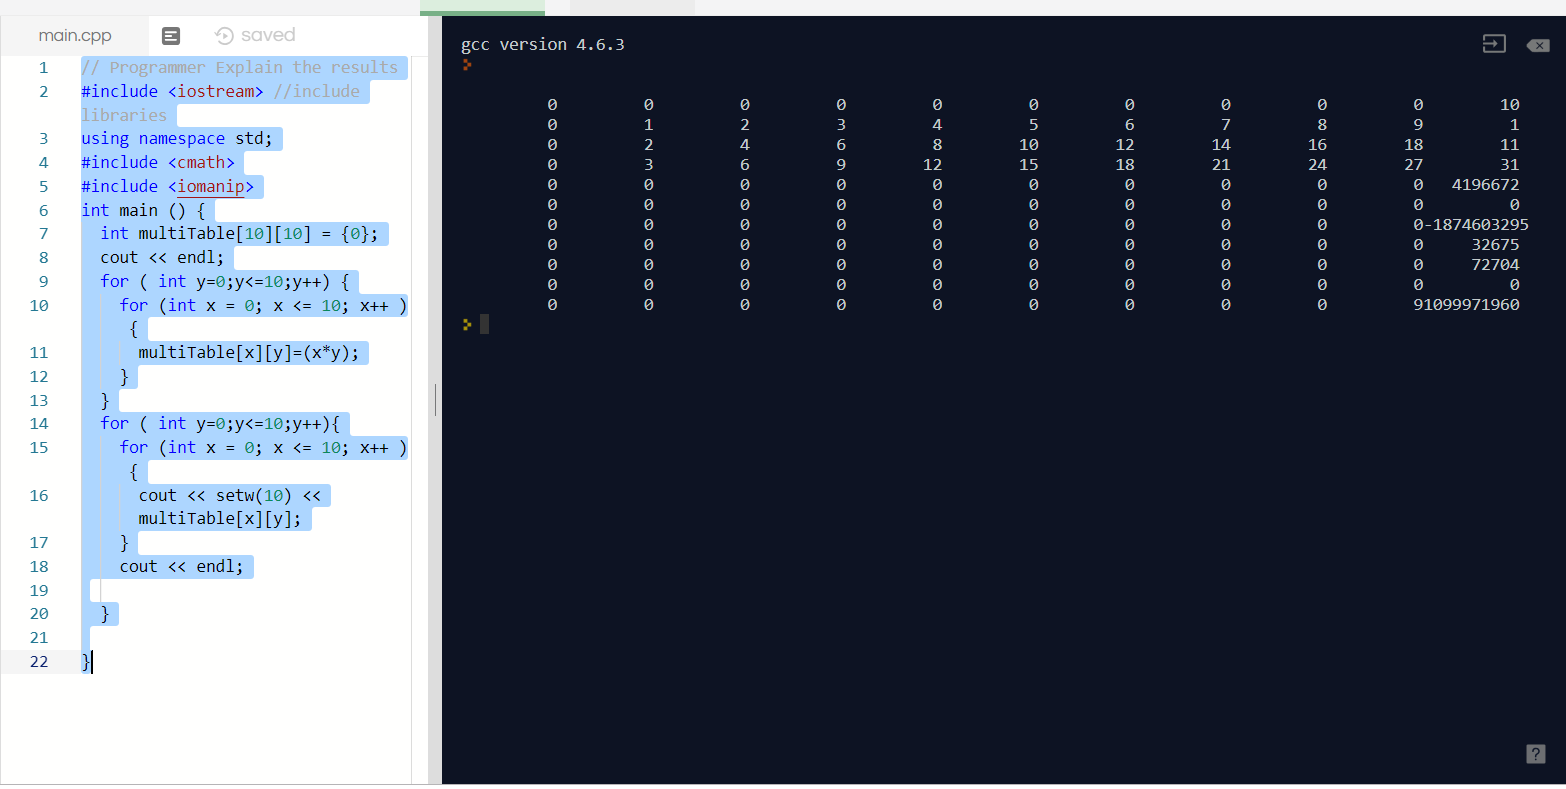 main.cpp saved
1 // Programmer Explain the results
2 #include <iostream> //include
libraries
3 using namespace std;
4 #include <cmath>
5 #include <iomanip>
6 int main () {
7 int multiTable[10][10] = {0};
8 cout << endl;
9 for ( int y=0;y<=10;y++) {
10 for (int x = 0; x <= 10; x++ )
{
11 multiTable[x][y]=(x*y);
12 }
13 }
14 for ( int y=0;y<=10;y++){
15 for (int x = 0; x <= 10; x++ )
{
16 cout << setw(10) <<
multiTable[x][y];
17 }
18 cout << endl;
19
20 }
21
22 }
gcc version 4.6.3
0 0 0 0 0 0 0 0 0 0 10
0 1 2 3 4 5 6 7 8 9 1
0 2 4 6 8 10 12 14 16 18 11
0 3 6 9 12 15 18 21 24 27 31
0 0 0 0 0 0 0 0 0 0 4196672
0 0 0 0 0 0 0 0 0 0 0
0 0 0 0 0 0 0 0 0 0-1874603295
0 0 0 0 0 0 0 0 0 0 32675
0 0 0 0 0 0 0 0 0 0 72704
0 0 0 0 0 0 0 0 0 0 0
0 0 0 0 0 0 0 0 0 91099971960
?